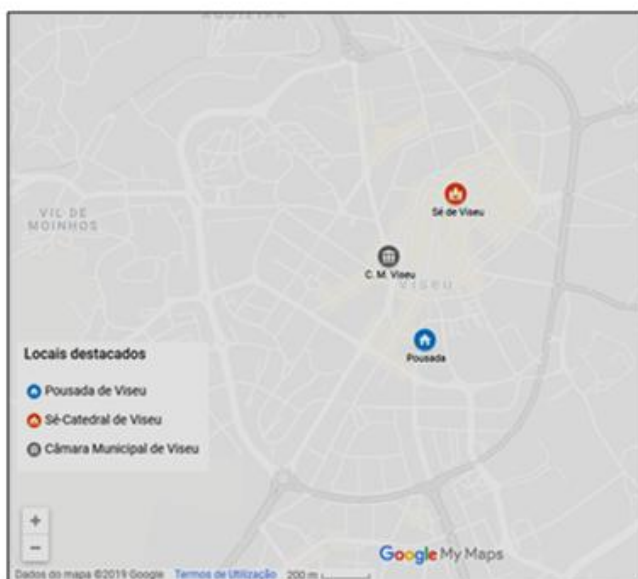 AGUIEIRA
Sé de Viseu
VIL DE
MOINHOS
C. M. Viseu
Viseu
Pousada
Locais destacados
Pousada de Viseu
Sé-Catedral de Viseu
Câmara Municipal de Viseu
+
−
Google My Maps
Dados do mapa ©2019 Google Termos de Utilização 200 m